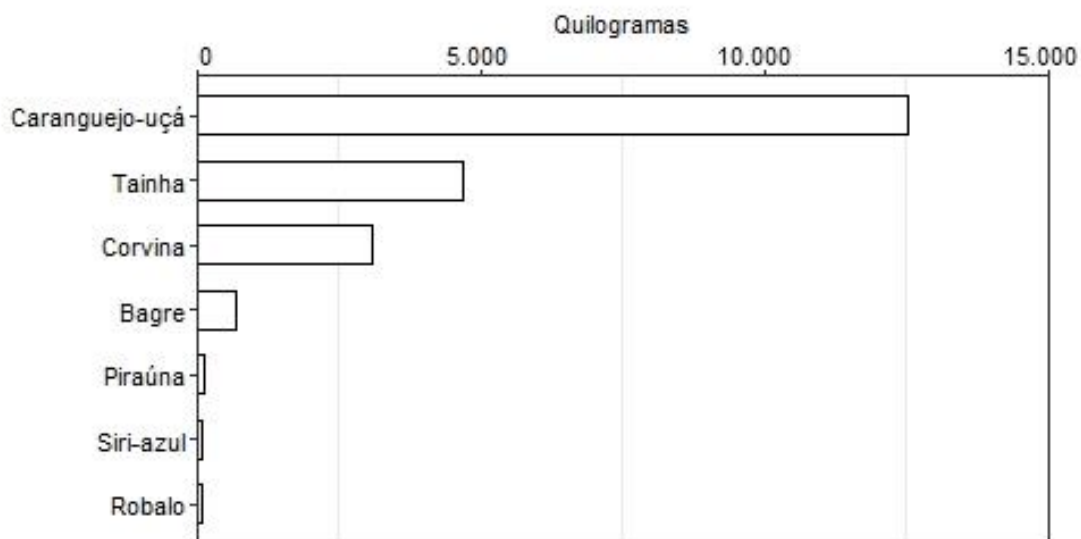 Quilogramas
0 5.000 10.000 15.000
Caranguejo-uçá
Tainha
Corvina
Bagre
Piraúna
Siri-azul
Robalo